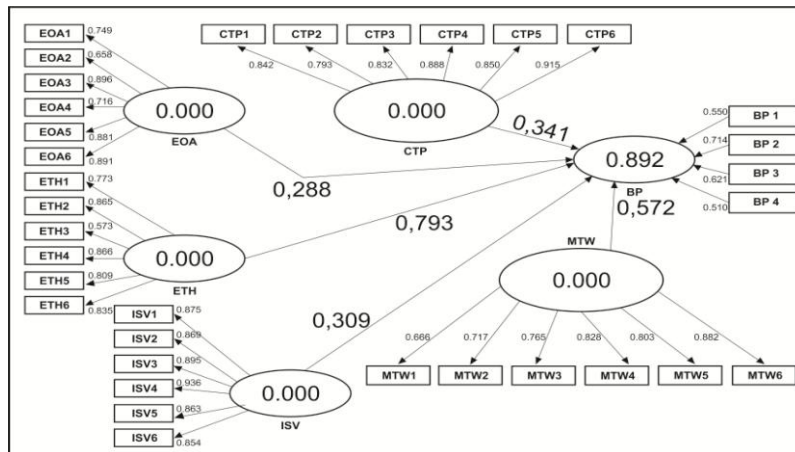 CTP1 CTP2 CTP3 CTP4 CTP5 CTP6
0.842 0.793 0.832 0.888 0.850 0.915
0.000
CTP
0,341
EOA1 0.749
EOA2 0.658
EOA3 0.896
EOA4 0.716
EOA5 0.881
EOA6 0.891
0.000
EOA
0,288
BP 1 0.550
BP 2 0.714
BP 3 0.621
BP 4 0.510
0.892
BP
ETH1 0.773
ETH2 0.865
ETH3 0.573
ETH4 0.866
ETH5 0.809
ETH6 0.835
0.000
ETH
0,793
0,572
MTW
0.000
0.666 0.717 0.765 0.828 0.803 0.882
MTW1 MTW2 MTW3 MTW4 MTW5 MTW6
0,309
ISV1 0.875
ISV2 0.869
ISV3 0.895
ISV4 0.936
ISV5 0.863
ISV6 0.854
0.000
ISV